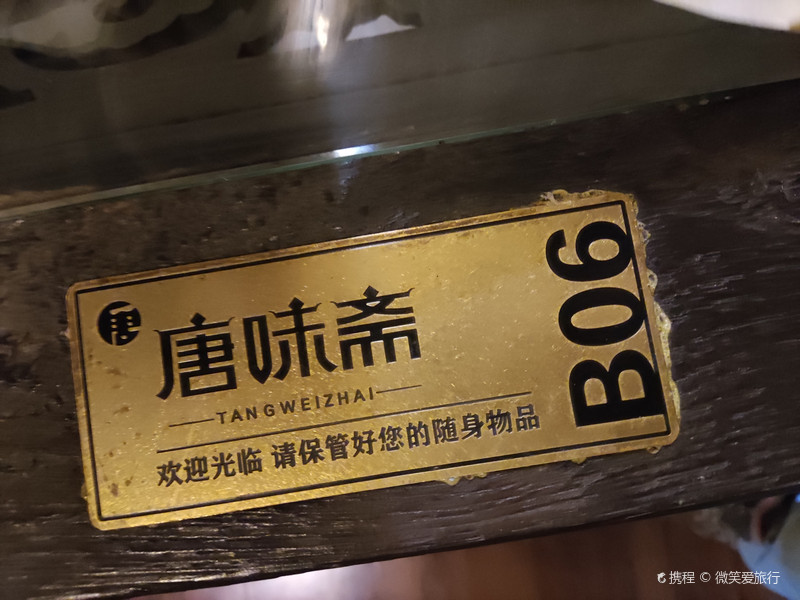 唐
唐味斋
TANGWEIZHAI
欢迎光临 请保管好您的随身物品
B06
携程 © 微笑爱旅行